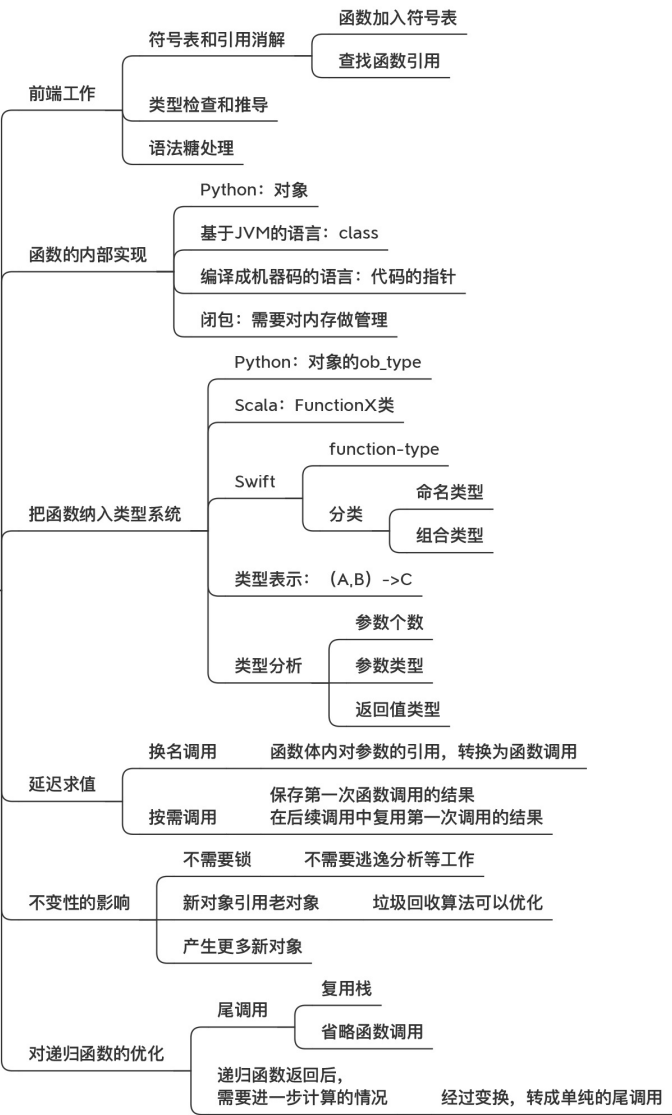 函数加入符号表
符号表和引用消解
查找函数引用
前端工作
类型检查和推导
语法糖处理
Python：对象
基于JVM的语言：class
函数的内部实现
编译成机器码的语言：代码的指针
闭包：需要对内存做管理
Python：对象的ob_type
Scala：FunctionX类
function-type
Swift
命名类型
分类
组合类型
把函数纳入类型系统
类型表示：（A,B）->C
参数个数
类型分析
参数类型
返回值类型
换名调用
函数体内对参数的引用，转换为函数调用
延迟求值
保存第一次函数调用的结果
按需调用
在后续调用中复用第一次调用的结果
不需要锁
不需要逃逸分析等工作
不变性的影响
新对象引用老对象
垃圾回收算法可以优化
产生更多新对象
复用栈
尾调用
省略函数调用
对递归函数的优化
递归函数返回后，
需要进一步计算的情况
经过变换，转成单纯的尾调用